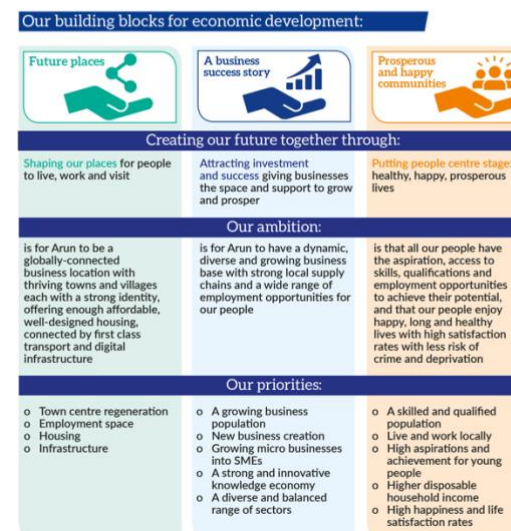 Our building blocks for economic development:
Future places
A business
success story
Prosperous
and happy
communities
Creating our future together through:
Shaping our places for people
to live, work and visit
Attracting investment
and success giving businesses
the space and support to grow
and prosper
Putting people centre stage:
healthy, happy, prosperous
lives
Our ambition:
is for Arun to be a
globally-connected
business location with
thriving towns and villages
each with a strong identity,
offering enough affordable,
well-designed housing,
connected by first class
transport and digital
infrastructure
is for Arun to have a dynamic,
diverse and growing business
base with strong local supply
chains and a wide range of
employment opportunities for
our people
is that all our people have
the aspiration, access to
skills, qualifications and
employment opportunities
to achieve their potential,
and that our people enjoy
happy, long and healthy
lives with high satisfaction
rates with less risk of
crime and deprivation
Our priorities:
o Town centre regeneration
o Employment space
o Housing
o Infrastructure
o A growing business
population
o New business creation
o Growing micro businesses
into SMEs
o A strong and innovative
knowledge economy
o A diverse and balanced
range of sectors
o A skilled and qualified
population
o Live and work locally
o High aspirations and
achievement for young
people
o Higher disposable
household income
o High happiness and life
satisfaction rates